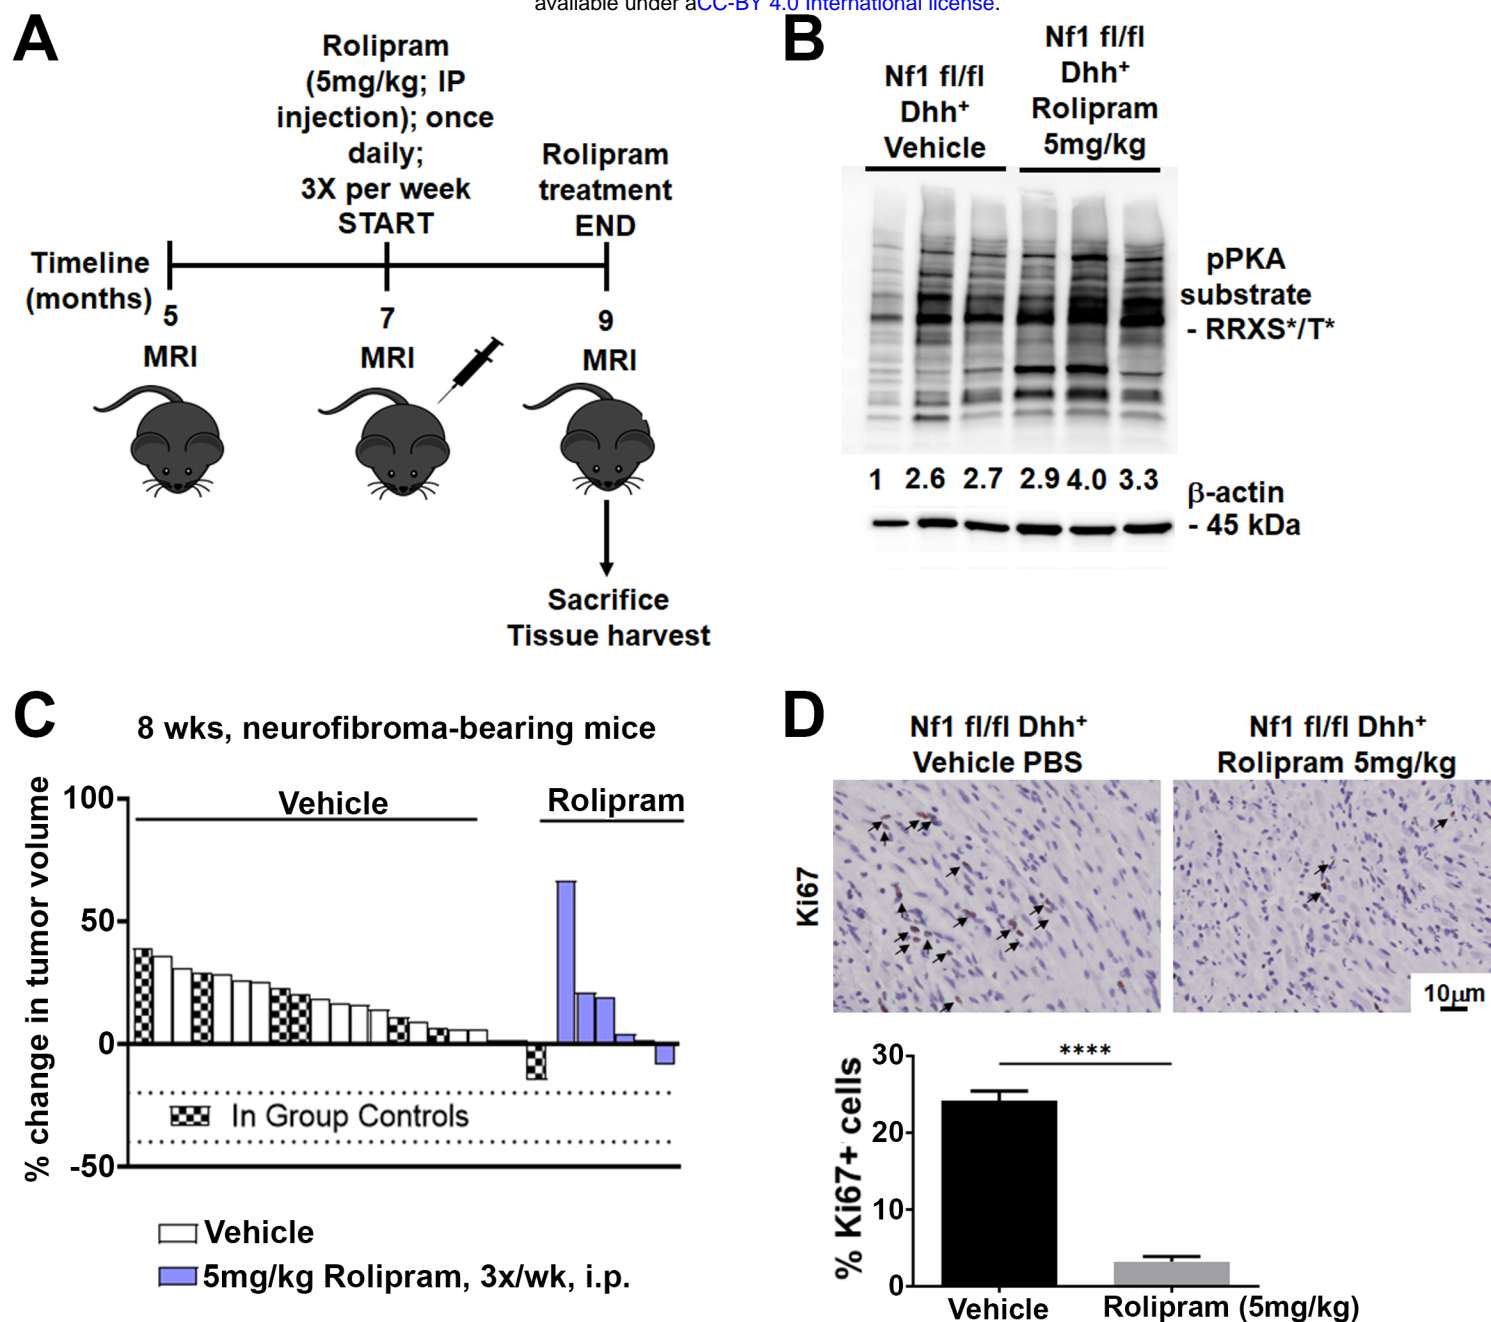 available under aCC-BY 4.0 International license.
A
Rolipram
(5mg/kg; IP
injection); once
daily;
3X per week
START
Rolipram
treatment
END
Timeline
(months)
5
7
9
MRI
MRI
MRI
Sacrifice
Tissue harvest
B
Nf1 fl/fl
Dhh+
Vehicle
Nf1 fl/fl
Dhh+
Rolipram
5mg/kg
pPKA
substrate
- RRXS*/T*
1 2.6 2.7 2.9 4.0 3.3
β-actin
- 45 kDa
C
8 wks, neurofibroma-bearing mice
% change in tumor volume
100
50
0
-50
Vehicle
Rolipram
In Group Controls
Vehicle
5mg/kg Rolipram, 3x/wk, i.p.
D
Nf1 fl/fl Dhh+
Vehicle PBS
Nf1 fl/fl Dhh+
Rolipram 5mg/kg
Ki67
10μm
% Ki67+ cells
30
20
10
0
****
Vehicle
Rolipram (5mg/kg)